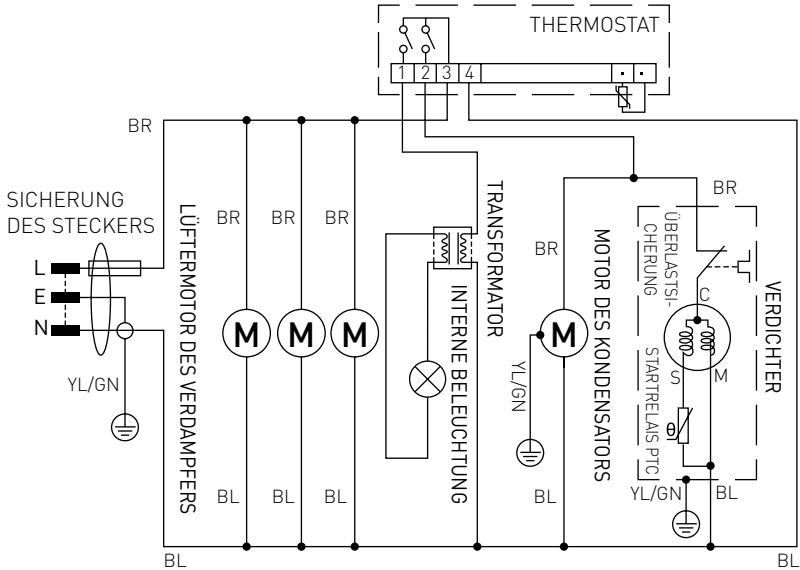 THERMOSTAT
1 2 3 4
BR
SICHERUNG
DES STECKERS
L
E
N
YL/GN
LÜFTERMOTOR DES VERDAMPFERS
BR
BR
BR
M
M
M
BL
BL
BL
TRANSFORMATOR
INTERNE BELEUCHTUNG
BR
M
YL/GN
MOTOR DES KONDENSATORS
BL
BR
ÜBERLASTSI-
CHERUNG
C
S
M
STARTRELAIS PTC
θ
VERDICHTER
YL/GN
BL
BL
BL